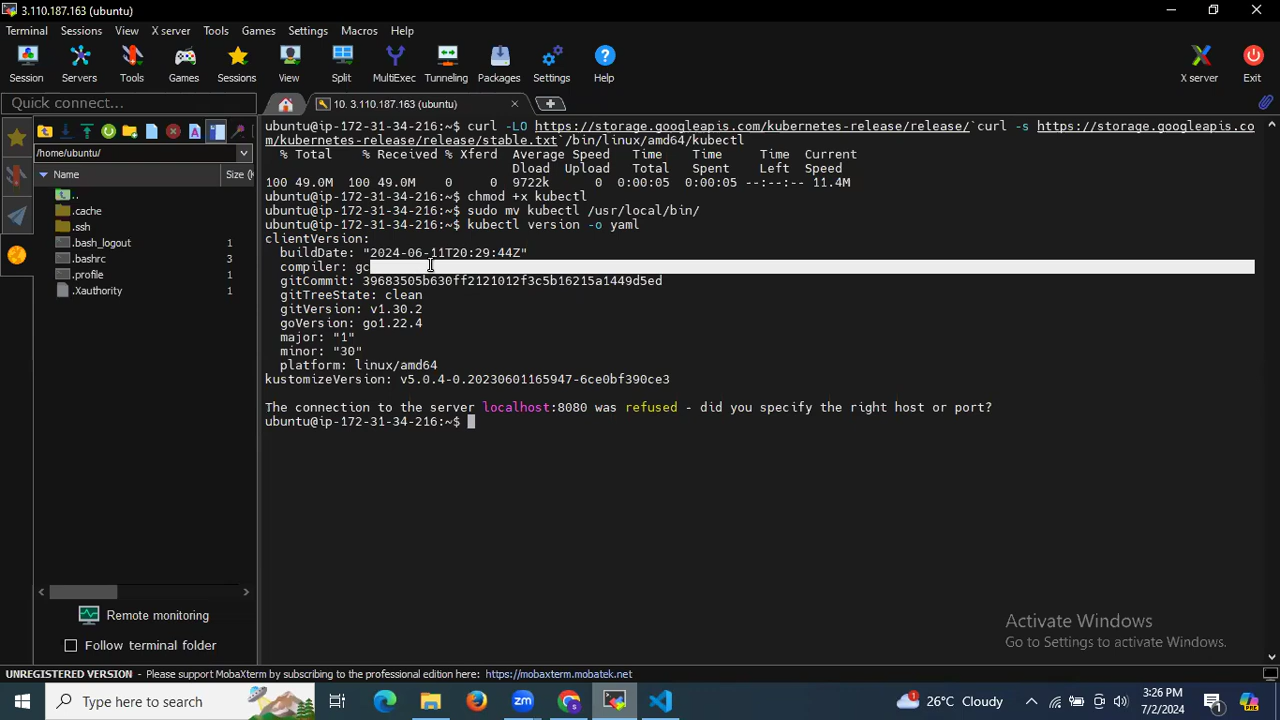 3.110.187.163 (ubuntu)
Terminal Sessions View X server Tools Games Settings Macros Help
Session Servers Tools Games Sessions View Split MultiExec Tunneling Packages Settings Help X server Exit
Quick connect...
10. 3.110.187.163 (ubuntu)
/home/ubuntu/
Name Size (
..
.cache
.ssh
.bash_logout 1
.bashrc 3
.profile 1
.Xauthority 1
Remote monitoring
Follow terminal folder
ubuntu@ip-172-31-34-216:~$ curl -LO https://storage.googleapis.com/kubernetes-release/release/`curl -s https://storage.googleapis.co
m/kubernetes-release/release/stable.txt`/bin/linux/amd64/kubectl
% Total % Received % Xferd Average Speed Time Time Time Current
Dload Upload Total Spent Left Speed
100 49.0M 100 49.0M 0 0 9722k 0 0:00:05 0:00:05 --:--:-- 11.4M
ubuntu@ip-172-31-34-216:~$ chmod +x kubectl
ubuntu@ip-172-31-34-216:~$ sudo mv kubectl /usr/local/bin/
ubuntu@ip-172-31-34-216:~$ kubectl version -o yaml
clientVersion:
buildDate: "2024-06-11T20:29:44Z"
compiler: gc
gitCommit: 39683505b630ff2121012f3c5b16215a1449d5ed
gitTreeState: clean
gitVersion: v1.30.2
goVersion: go1.22.4
major: "1"
minor: "30"
platform: linux/amd64
kustomizeVersion: v5.0.4-0.20230601165947-6ce0bf390ce3
The connection to the server localhost:8080 was refused - did you specify the right host or port?
ubuntu@ip-172-31-34-216:~$
Activate Windows
Go to Settings to activate Windows.
UNREGISTERED VERSION - Please support MobaXterm by subscribing to the professional edition here: https://mobaxterm.mobatek.net
Type here to search
zm
26°C Cloudy
3:26 PM
7/2/2024
1